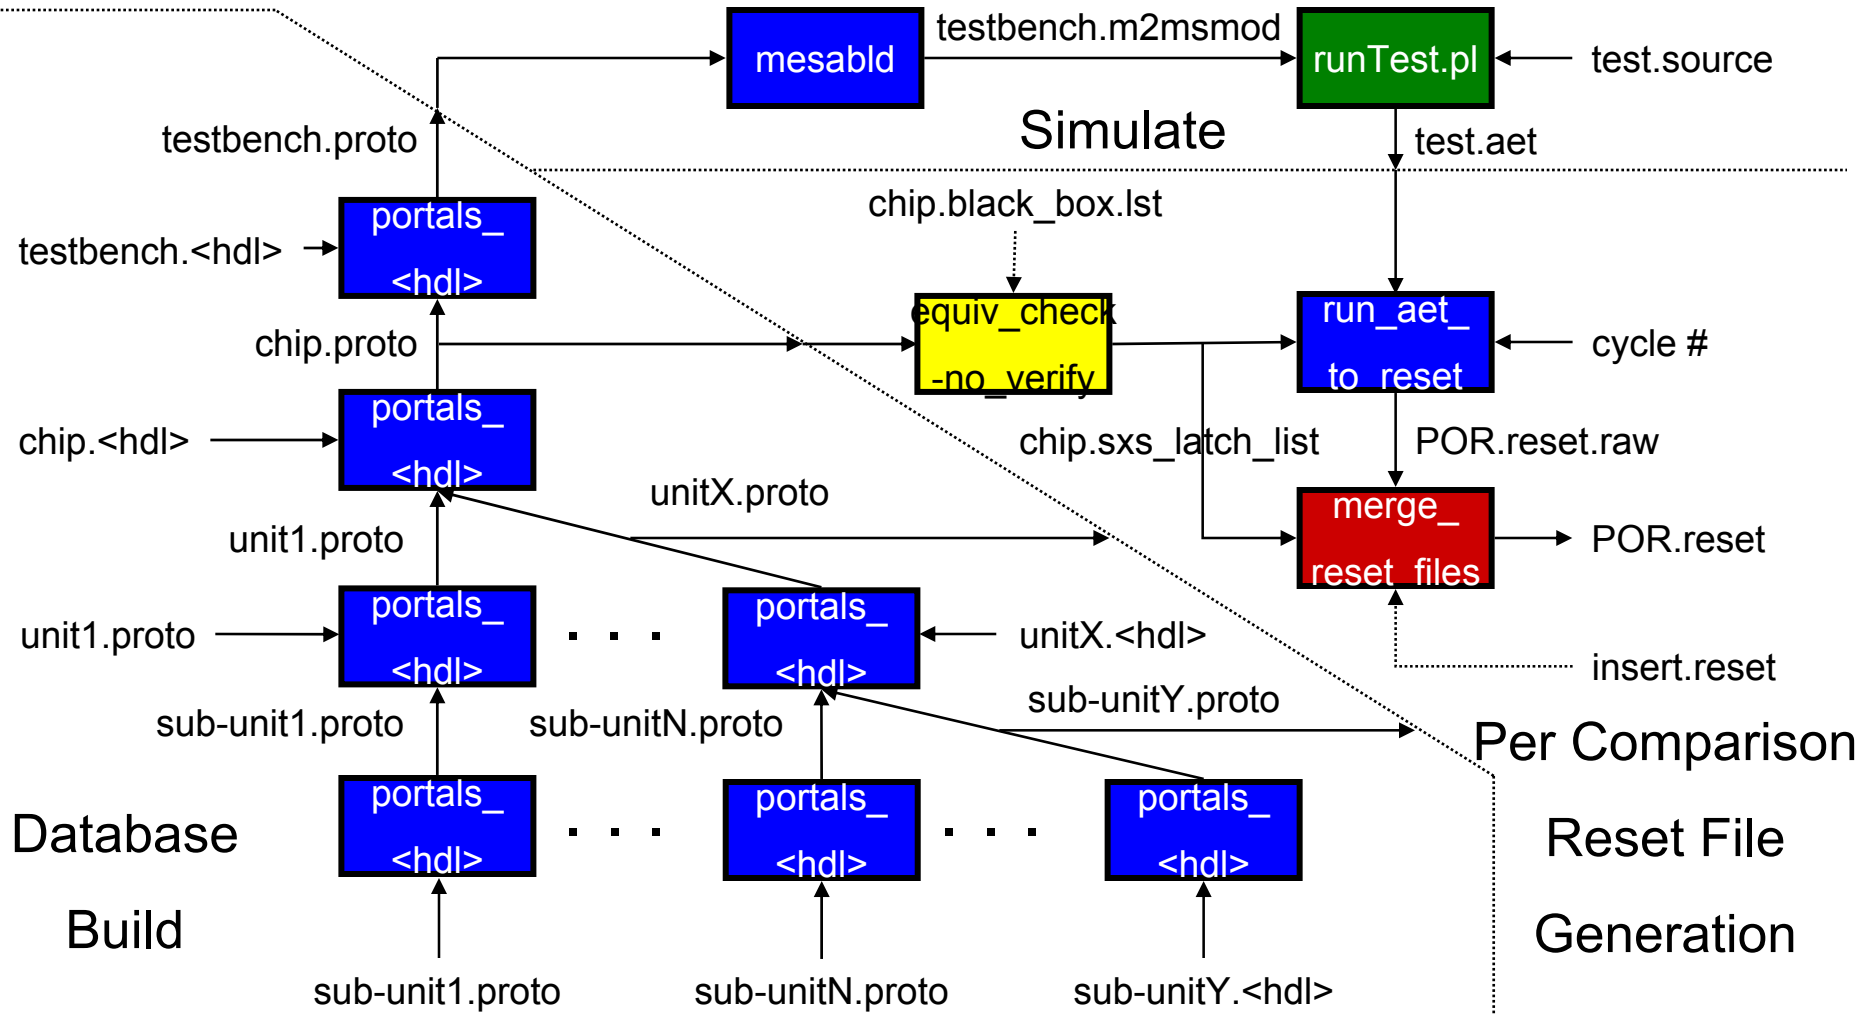 testbench.m2msmod
mesabld
runTest.pl
test.source
Simulate
testbench.proto
test.aet
chip.black_box.lst
portals_
<hdl>
testbench.<hdl>
equiv_check
-no_verify
run_aet_
to_reset
cycle #
chip.proto
portals_
<hdl>
chip.<hdl>
chip.sxs_latch_list
POR.reset.raw
unitX.proto
merge_
reset_files
POR.reset
unit1.proto
portals_
<hdl>
unit1.proto
. . .
portals_
<hdl>
unitX.<hdl>
insert.reset
sub-unit1.proto
sub-unitN.proto
sub-unitY.proto
Per Comparison
Reset File
Generation
Database
Build
portals_
<hdl>
. . .
portals_
<hdl>
. . .
portals_
<hdl>
sub-unit1.proto
sub-unitN.proto
sub-unitY.<hdl>